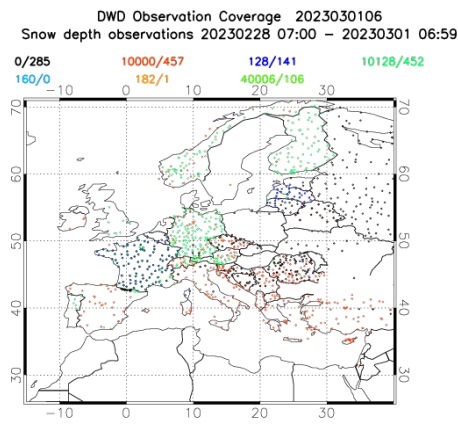 DWD Observation Coverage 2023030106
Snow depth observations 20230228 07:00 - 20230301 06:59
0/285 10000/457 128/141 10128/452
160/0 182/1 40006/106
-10 0 10 20 30
70 70
60 60
50 50
40 40
30 30
-10 0 10 20 30